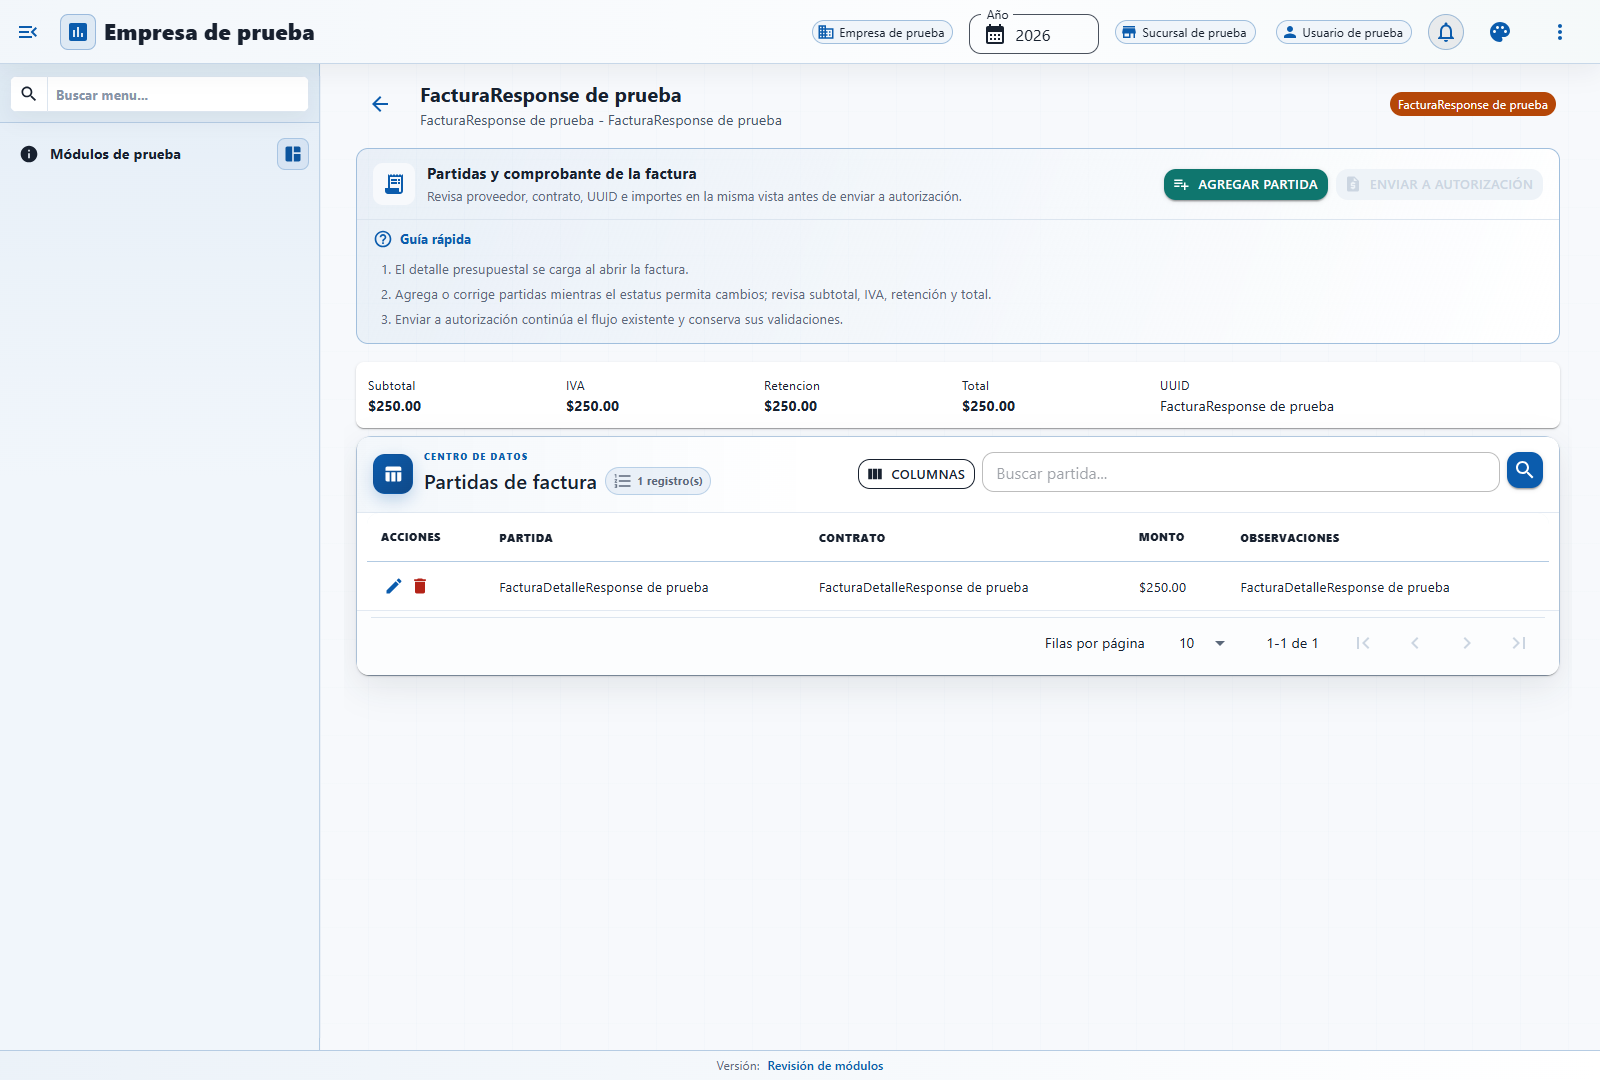 Empresa de prueba
Empresa de prueba
Año
2026
Sucursal de prueba
Usuario de prueba
Buscar menu...
Módulos de prueba
FacturaResponse de prueba
FacturaResponse de prueba - FacturaResponse de prueba
FacturaResponse de prueba
Partidas y comprobante de la factura
Revisa proveedor, contrato, UUID e importes en la misma vista antes de enviar a autorización.
AGREGAR PARTIDA
ENVIAR A AUTORIZACIÓN
Guía rápida
1. El detalle presupuestal se carga al abrir la factura.
2. Agrega o corrige partidas mientras el estatus permita cambios; revisa subtotal, IVA, retención y total.
3. Enviar a autorización continúa el flujo existente y conserva sus validaciones.
Subtotal IVA Retencion Total UUID
$250.00 $250.00 $250.00 $250.00 FacturaResponse de prueba
CENTRO DE DATOS
Partidas de factura
1 registro(s)
COLUMNAS
Buscar partida...
ACCIONES PARTIDA CONTRATO MONTO OBSERVACIONES
FacturaDetalleResponse de prueba FacturaDetalleResponse de prueba $250.00 FacturaDetalleResponse de prueba
Filas por página 10 1-1 de 1
Versión: Revisión de módulos